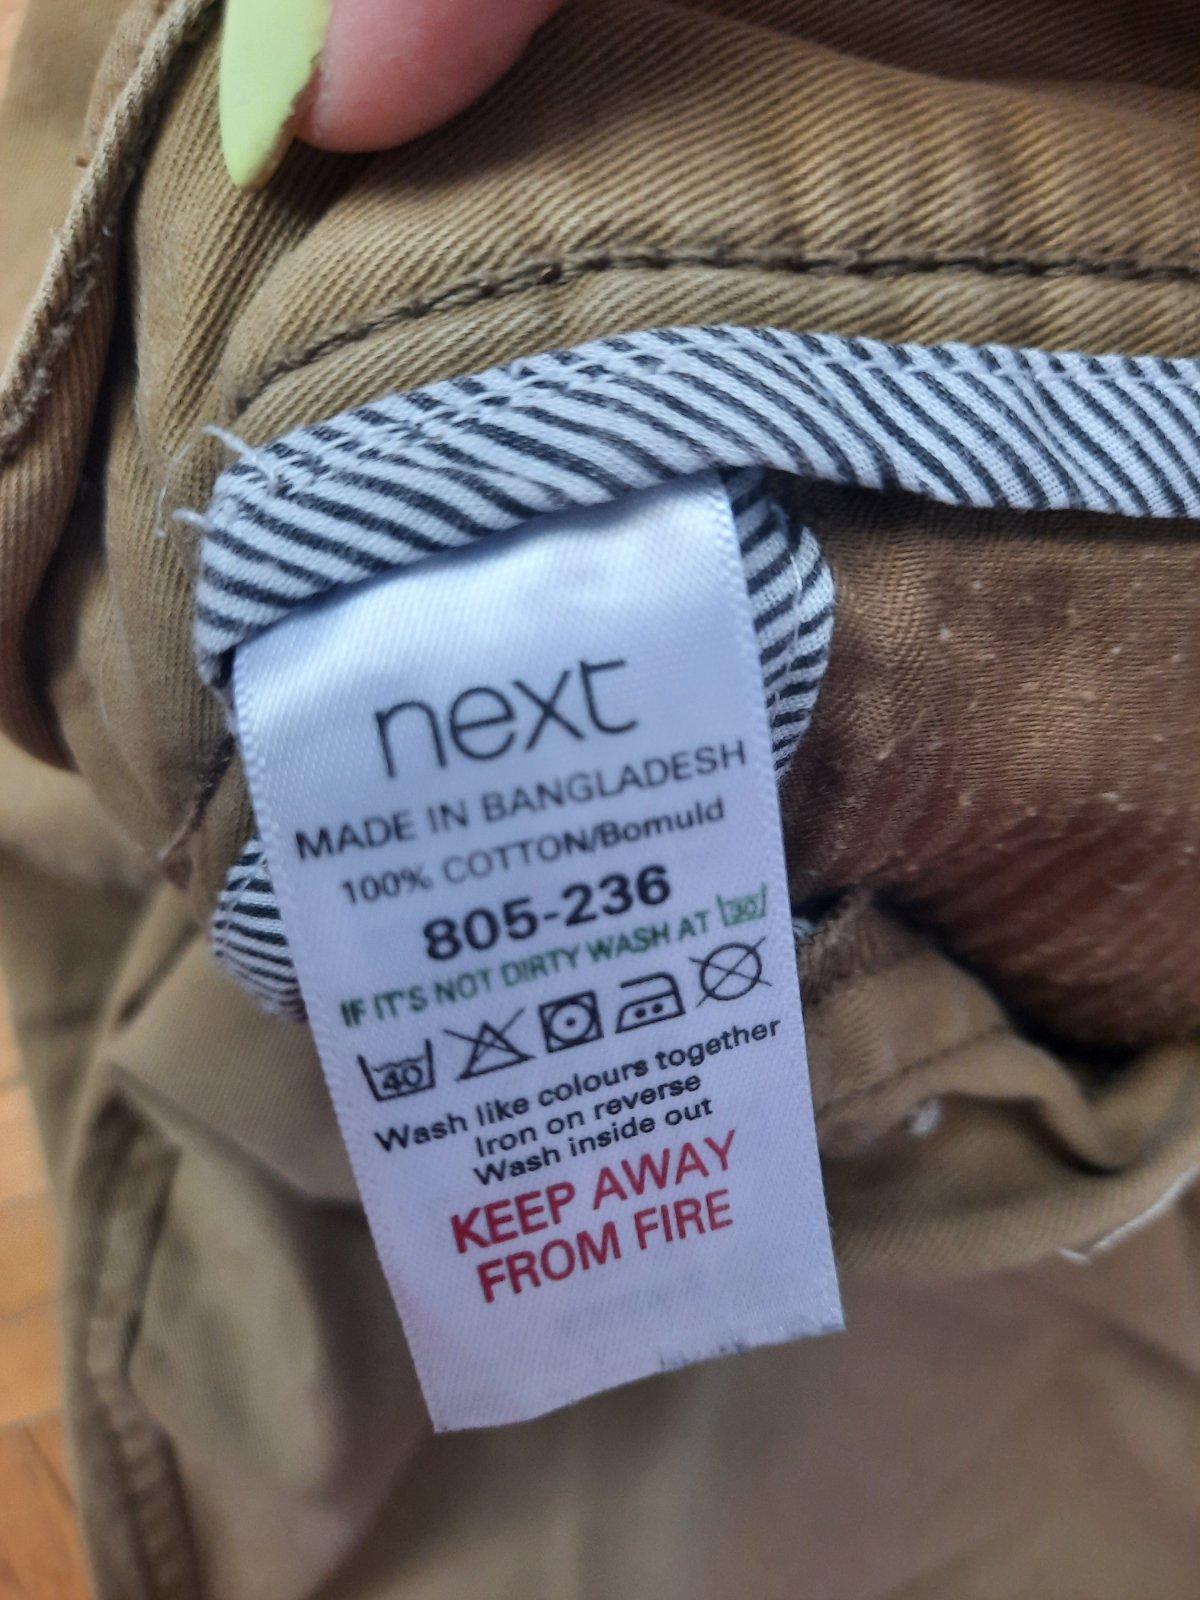 next
MADE IN BANGLADESH
100% COTTON/Bomuld
805-236
IF IT'S NOT DIRTY WASH AT 30
40
Wash like colours together
Iron on reverse
Wash inside out
KEEP AWAY
FROM FIRE